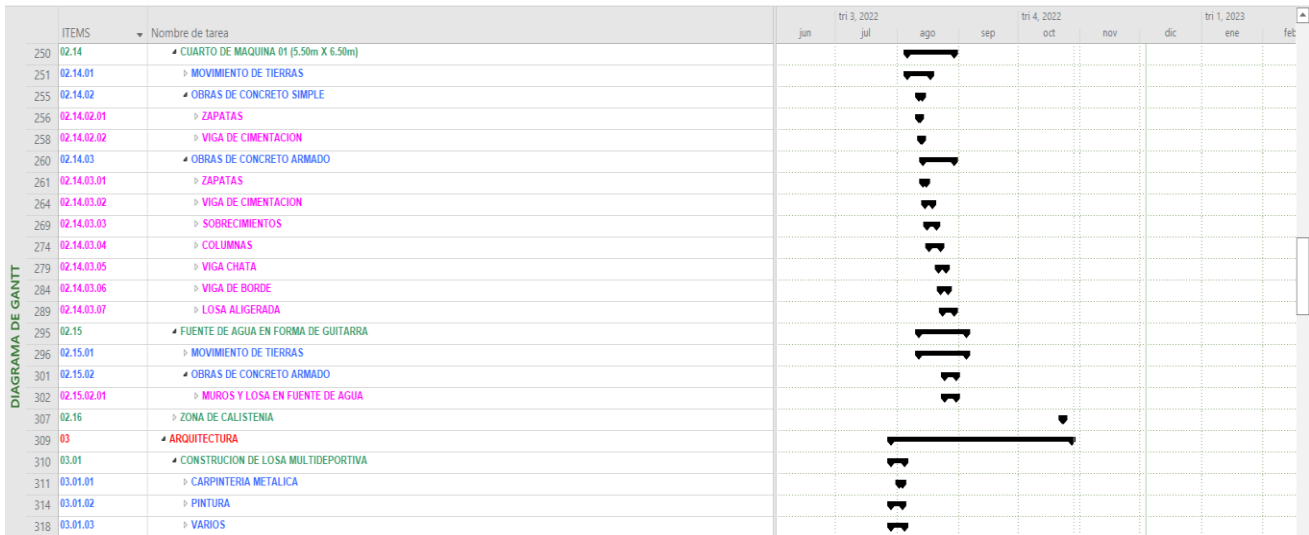 tri 3, 2022 tri 4, 2022 tri 1, 2023
ITEMS Nombre de tarea jun jul ago sep oct nov dic ene feb
250 02.14 CUARTO DE MAQUINA 01 (5.50m X 6.50m)
251 02.14.01 MOVIMIENTO DE TIERRAS
255 02.14.02 OBRAS DE CONCRETO SIMPLE
256 02.14.02.01 ZAPATAS
258 02.14.02.02 VIGA DE CIMENTACION
260 02.14.03 OBRAS DE CONCRETO ARMADO
261 02.14.03.01 ZAPATAS
264 02.14.03.02 VIGA DE CIMENTACION
269 02.14.03.03 SOBRECIMIENTOS
274 02.14.03.04 COLUMNAS
279 02.14.03.05 VIGA CHATA
284 02.14.03.06 VIGA DE BORDE
289 02.14.03.07 LOSA ALIGERADA
295 02.15 FUENTE DE AGUA EN FORMA DE GUITARRA
296 02.15.01 MOVIMIENTO DE TIERRAS
301 02.15.02 OBRAS DE CONCRETO ARMADO
302 02.15.02.01 MUROS Y LOSA EN FUENTE DE AGUA
307 02.16 ZONA DE CALISTENIA
309 03 ARQUITECTURA
310 03.01 CONSTRUCION DE LOSA MULTIDEPORTIVA
311 03.01.01 CARPINTERIA METALICA
314 03.01.02 PINTURA
318 03.01.03 VARIOS
DIAGRAMA DE GANTT